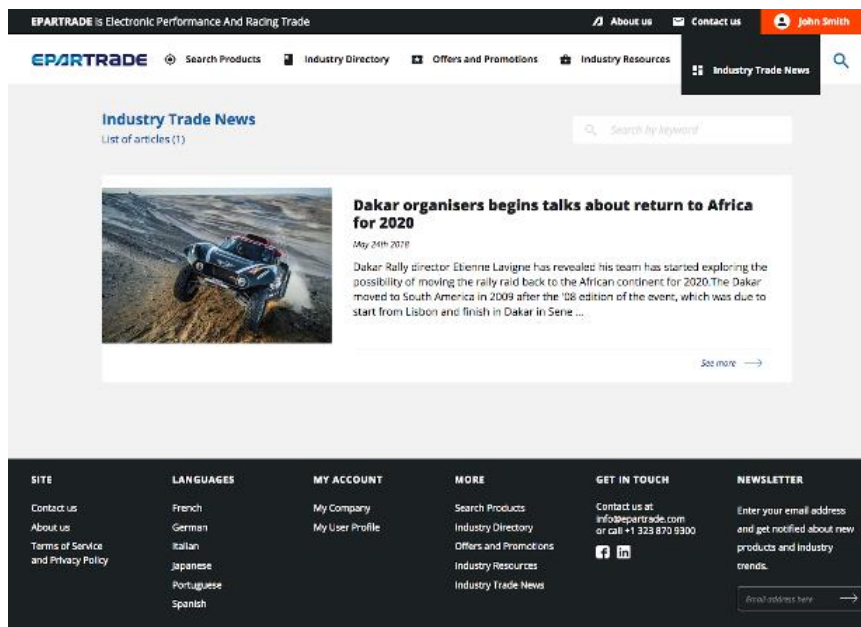 EPARTRADE is Electronic Performance And Racing Trade
About us
Contact us
John Smith
EPARTRADE
Search Products
Industry Directory
Offers and Promotions
Industry Resources
Industry Trade News
Industry Trade News
List of articles (1)
Search by keyword
Dakar organisers begins talks about return to Africa
for 2020
May 24th 2018
Dakar Rally director Etienne Lavigne has revealed his team has started exploring the
possibility of moving the rally raid back to the African continent for 2020.The Dakar
moved to South America in 2009 after the '08 edition of the event, which was due to
start from Lisbon and finish in Dakar in Sene ...
See more
SITE
Contact us
About us
Terms of Service
and Privacy Policy
LANGUAGES
French
German
Italian
Japanese
Portuguese
Spanish
MY ACCOUNT
My Company
My User Profile
MORE
Search Products
Industry Directory
Offers and Promotions
Industry Resources
Industry Trade News
GET IN TOUCH
Contact us at
info@epartrade.com
or call +1 323 870 9300
NEWSLETTER
Enter your email address
and get notified about new
products and industry
trends.
Email address here